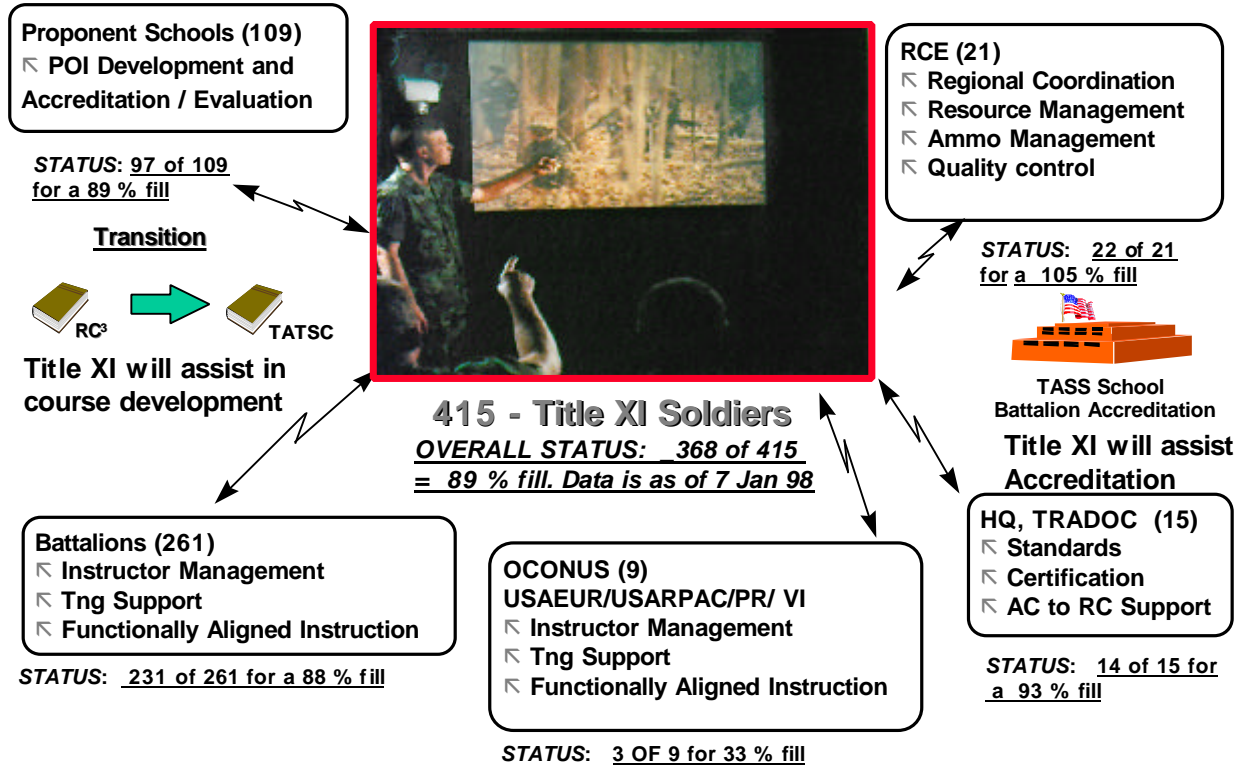 Proponent Schools (109)
POI Development and
Accreditation / Evaluation
STATUS: 97 of 109
for a 89 % fill
Transition
RC³
TATSC
Title XI will assist in
course development
RCE (21)
Regional Coordination
Resource Management
Ammo Management
Quality control
STATUS: 22 of 21
for a 105 % fill
TASS School
Battalion Accreditation
Title XI will assist
Accreditation
415 - Title XI Soldiers
OVERALL STATUS: _368 of 415
= 89 % fill. Data is as of 7 Jan 98
Battalions (261)
Instructor Management
Tng Support
Functionally Aligned Instruction
STATUS: 231 of 261 for a 88 % fill
OCONUS (9)
USAEUR/USARPAC/PR/ VI
Instructor Management
Tng Support
Functionally Aligned Instruction
STATUS: 3 OF 9 for 33 % fill
HQ, TRADOC (15)
Standards
Certification
AC to RC Support
STATUS: 14 of 15 for
a 93 % fill